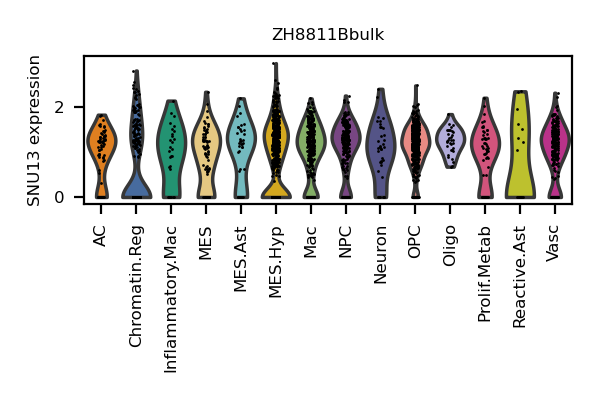 ZH8811Bbulk
SNU13 expression
2
0
AC
Chromatin.Reg
Inflammatory.Mac
MES
MES.Ast
MES.Hyp
Mac
NPC
Neuron
OPC
Oligo
Prolif.Metab
Reactive.Ast
Vasc